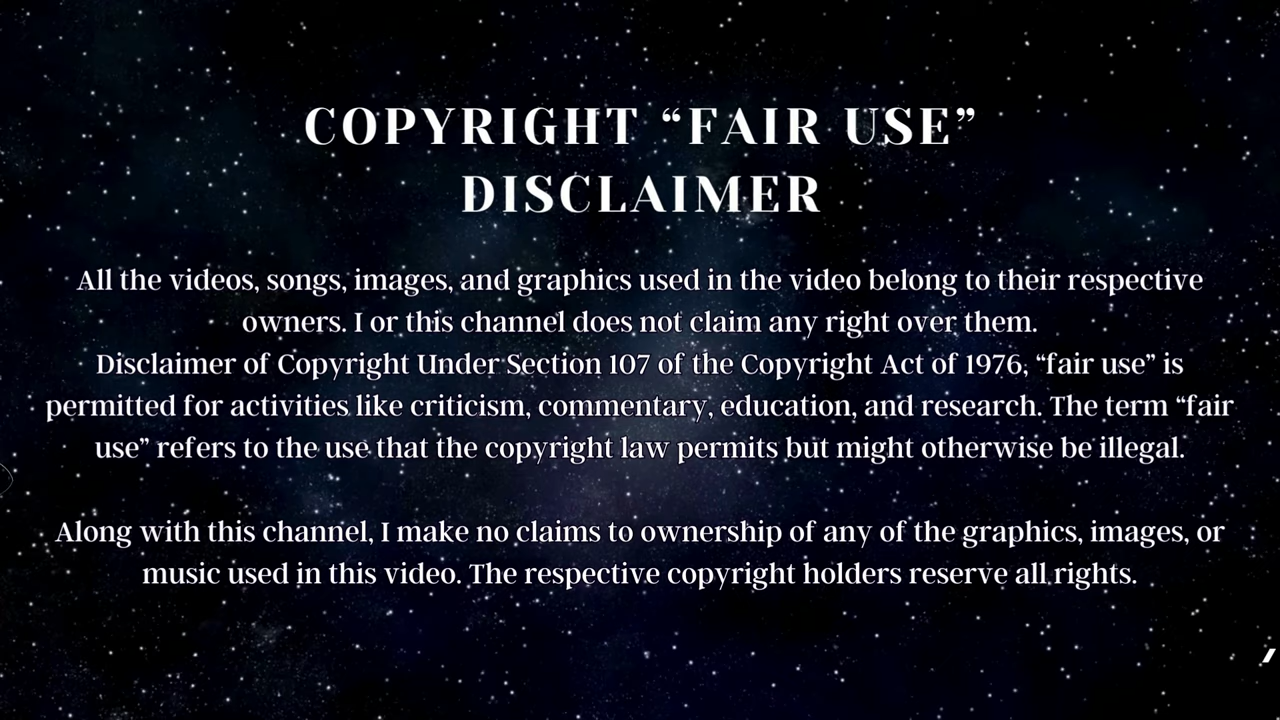 COPYRIGHT “FAIR USE”
DISCLAIMER
All the videos, songs, images, and graphics used in the video belong to their respective
owners. I or this channel does not claim any right over them.
Disclaimer of Copyright Under Section 107 of the Copyright Act of 1976, “fair use” is
permitted for activities like criticism, commentary, education, and research. The term “fair
use” refers to the use that the copyright law permits but might otherwise be illegal.
Along with this channel, I make no claims to ownership of any of the graphics, images, or
music used in this video. The respective copyright holders reserve all rights.